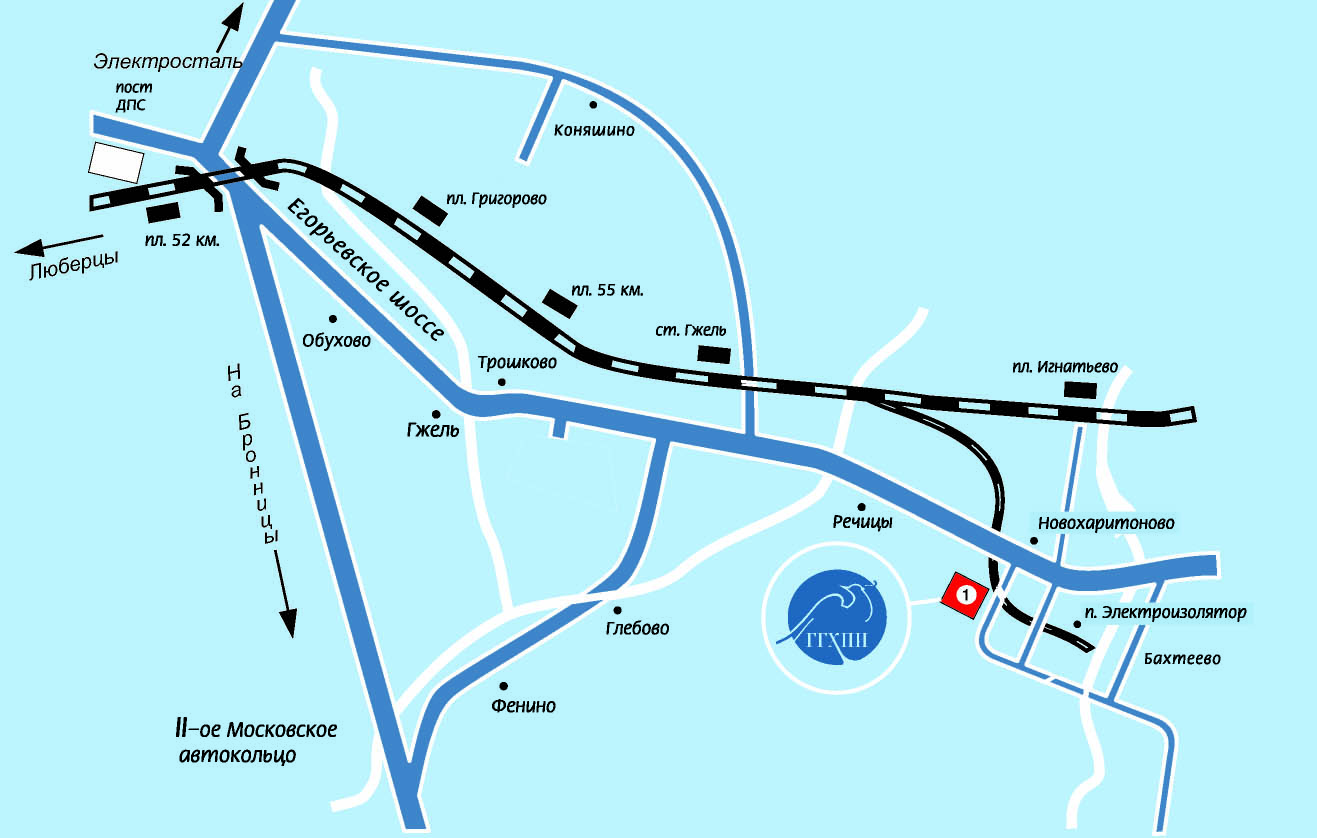 Электросталь
пост
ДПС
Коняшино
пл. Григорово
пл. 52 км.
Люберцы
Егорьевское шоссе
пл. 55 км.
Обухово
Трошково
ст. Гжель
пл. Игнатьево
На Бронницы
Гжель
Речицы
Новохаритоново
1
ГГХПИ
п. Электроизолятор
Глебово
Бахтеево
Фенино
II-ое Московское
автокольцо